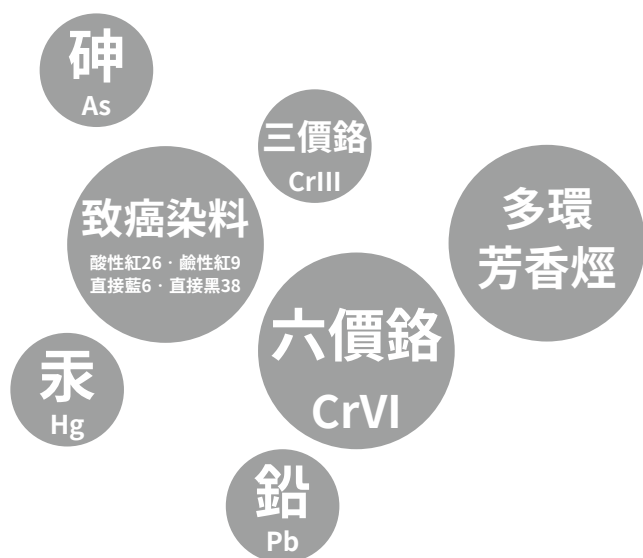 砷
As
三價鉻
CrIII
致癌染料
酸性紅26 · 鹼性紅9
直接藍6 · 直接黑38
多環
芳香烴
六價鉻
CrVI
汞
Hg
鉛
Pb